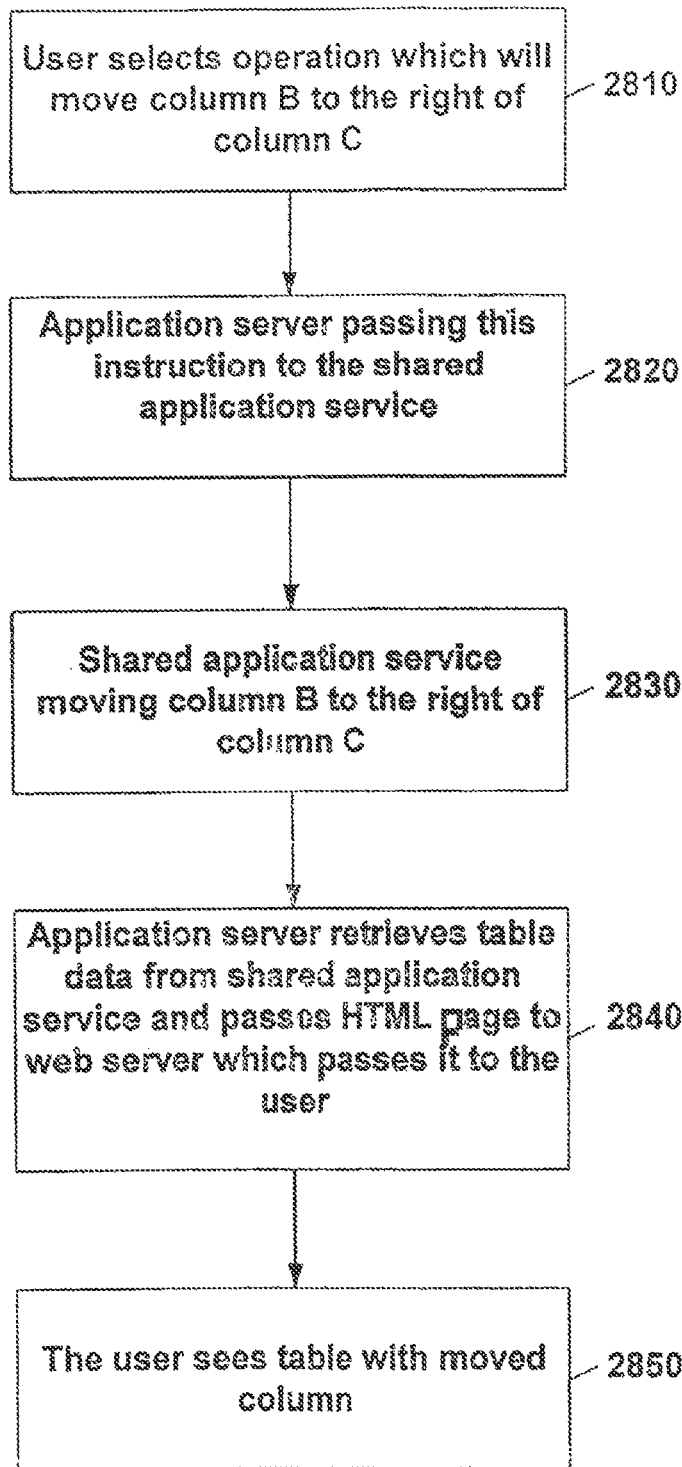 User selects operation which will
move column B to the right of
column C
2810
Application server passing this
instruction to the shared
application service
2820
Shared application service
moving column B to the right of
column C
2830
Application server retrieves table
data from shared application
service and passes HTML page to
web server which passes it to the
user
2840
The user sees table with moved
column
2850